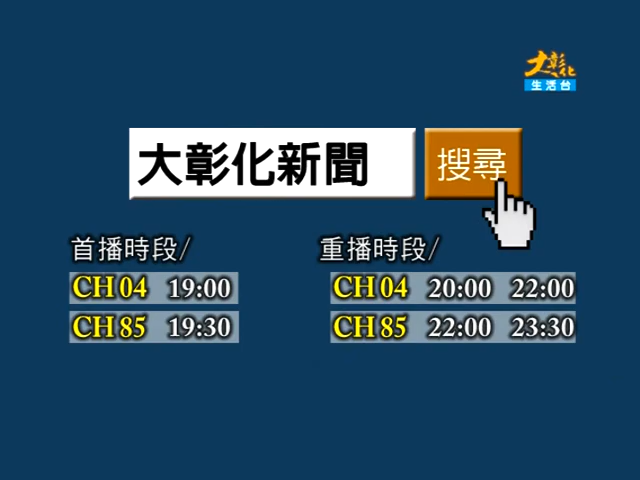 大彰化
生活台
大彰化新聞 搜尋
首播時段/ 重播時段/
CH04 19:00 CH04 20:00 22:00
CH85 19:30 CH85 22:00 23:30